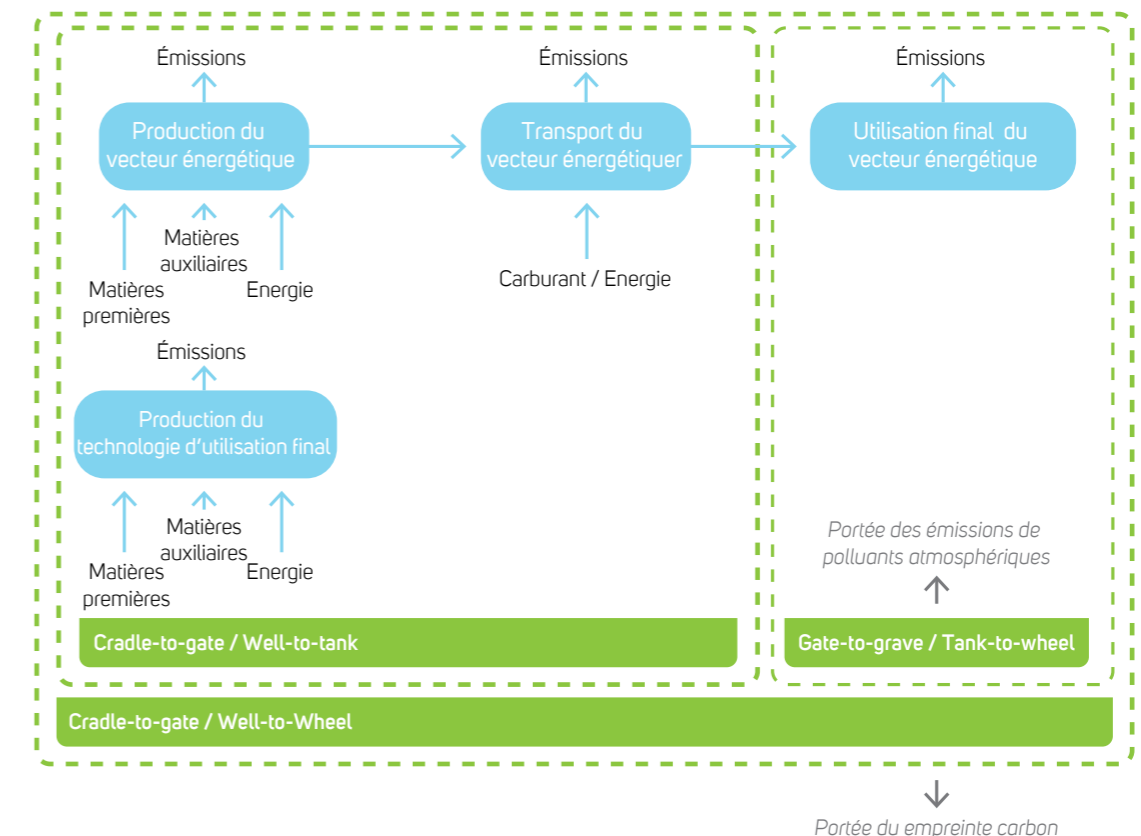 Émissions
Émissions
Émissions
Production du
vecteur énergétique
Transport du
vecteur énergétiquer
Utilisation final du
vecteur énergétique
Matières
auxiliaires
Matières
premières
Energie
Carburant / Energie
Émissions
Production du
technologie d'utilisation final
Matières
auxiliaires
Matières
premières
Energie
Portée des émissions de
polluants atmosphériques
Cradle-to-gate / Well-to-tank
Gate-to-grave / Tank-to-wheel
Cradle-to-gate / Well-to-Wheel
Portée du empreinte carbon